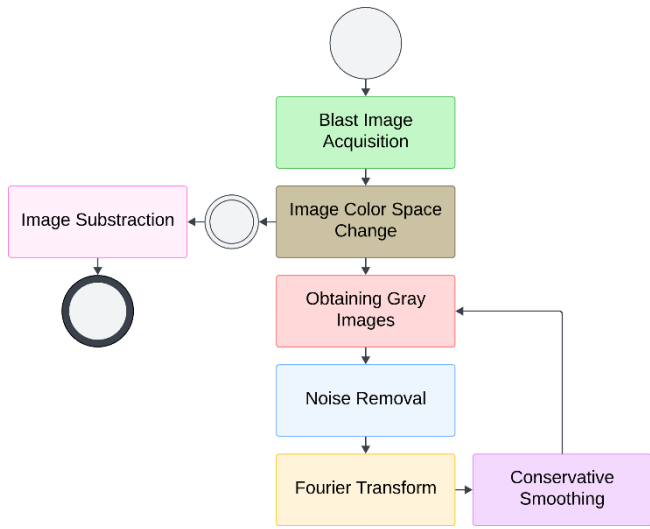 Blast Image
Acquisition
Image Substraction
Image Color Space
Change
Obtaining Gray
Images
Noise Removal
Fourier Transform
Conservative
Smoothing